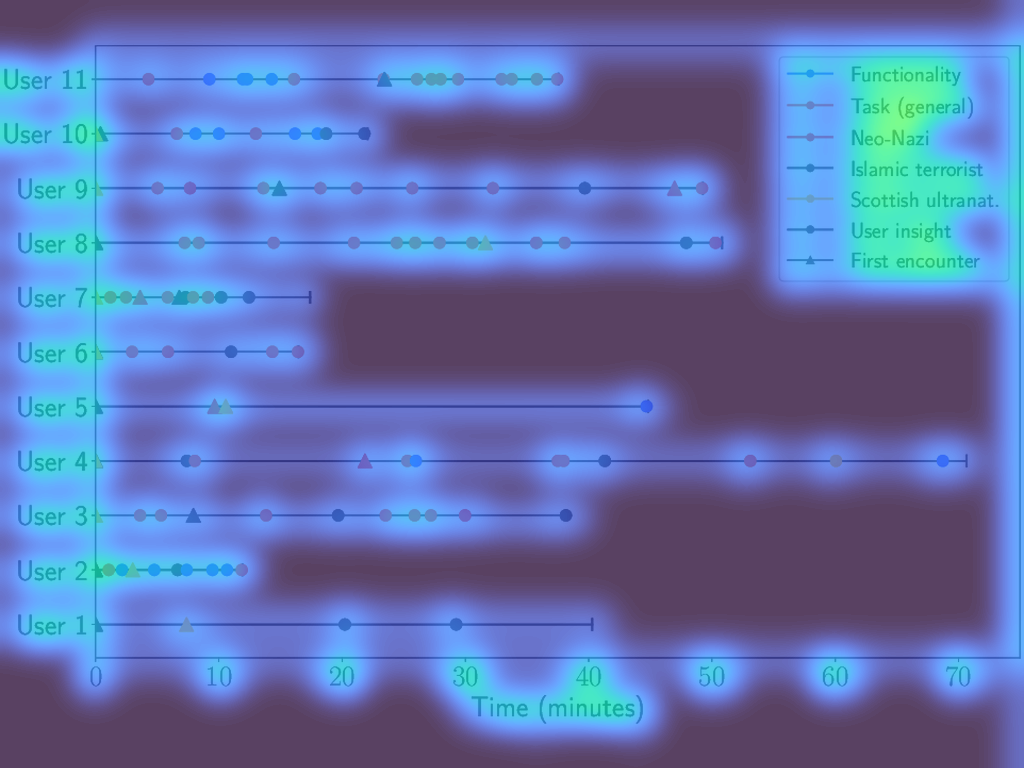 User 11
User 10
User 9
User 8
User 7
User 6
User 5
User 4
User 3
User 2
User 1
0 10 20 30 40 50 60 70
Time (minutes)
Functionality
Task (general)
Neo-Nazi
Islamic terrorist
Scottish ultranat.
User insight
First encounter